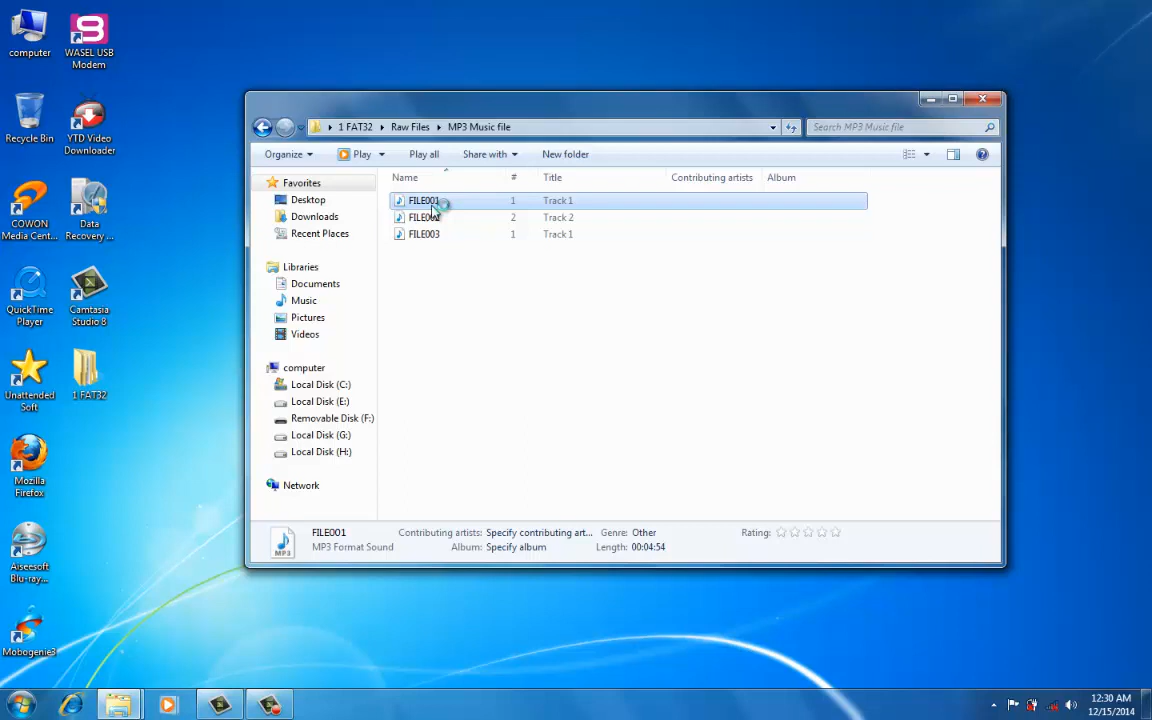 computer
WASEL USB
Modem
Recycle Bin
YTD Video
Downloader
COWON
Media Cent...
Data
Recovery ...
QuickTime
Player
Camtasia
Studio 8
Unattended
Soft
1 FAT32
Mozilla
Firefox
Aiseesoft
Blu-ray...
Mobogenie3
1 FAT32 Raw Files MP3 Music file
Search MP3 Music file
Organize Play Play all Share with New folder
Favorites
Desktop
Downloads
Recent Places
Libraries
Documents
Music
Pictures
Videos
computer
Local Disk (C:)
Local Disk (E:)
Removable Disk (F:)
Local Disk (G:)
Local Disk (H:)
Network
Name # Title Contributing artists Album
FILE001 1 Track 1
FILE002 2 Track 2
FILE003 1 Track 1
FILE001 Contributing artists: Specify contributing art... Genre: Other Rating:
MP3 Format Sound Album: Specify album Length: 00:04:54
MP3
12:30 AM
12/15/2014